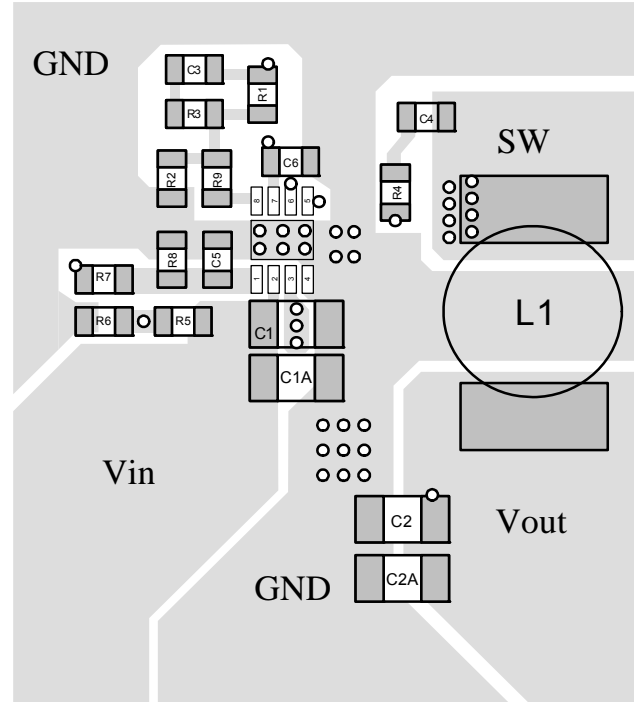 GND
C3
R1
R3
C4
SW
C6
R2
R9
R4
8 7 6 5
R8
C5
R7
1 2 3 4
R6
R5
C1
L1
C1A
Vin
C2
Vout
C2A
GND